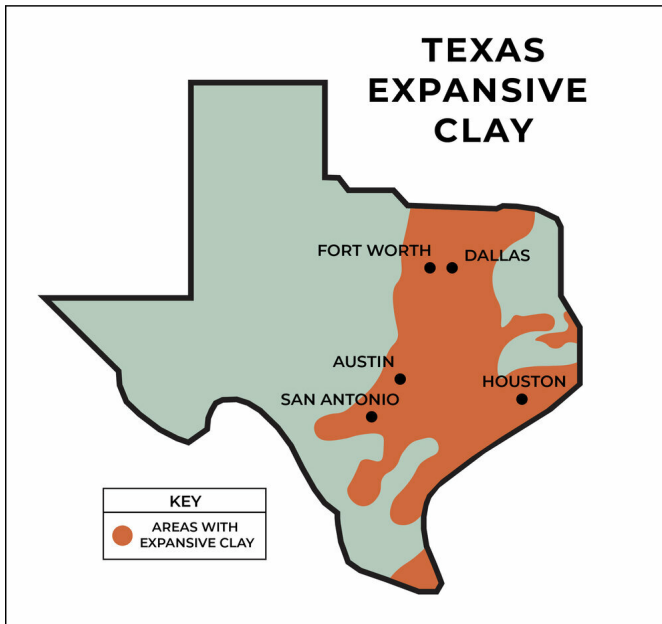 TEXAS
EXPANSIVE
CLAY
FORT WORTH
DALLAS
AUSTIN
SAN ANTONIO
HOUSTON
KEY
AREAS WITH
EXPANSIVE CLAY